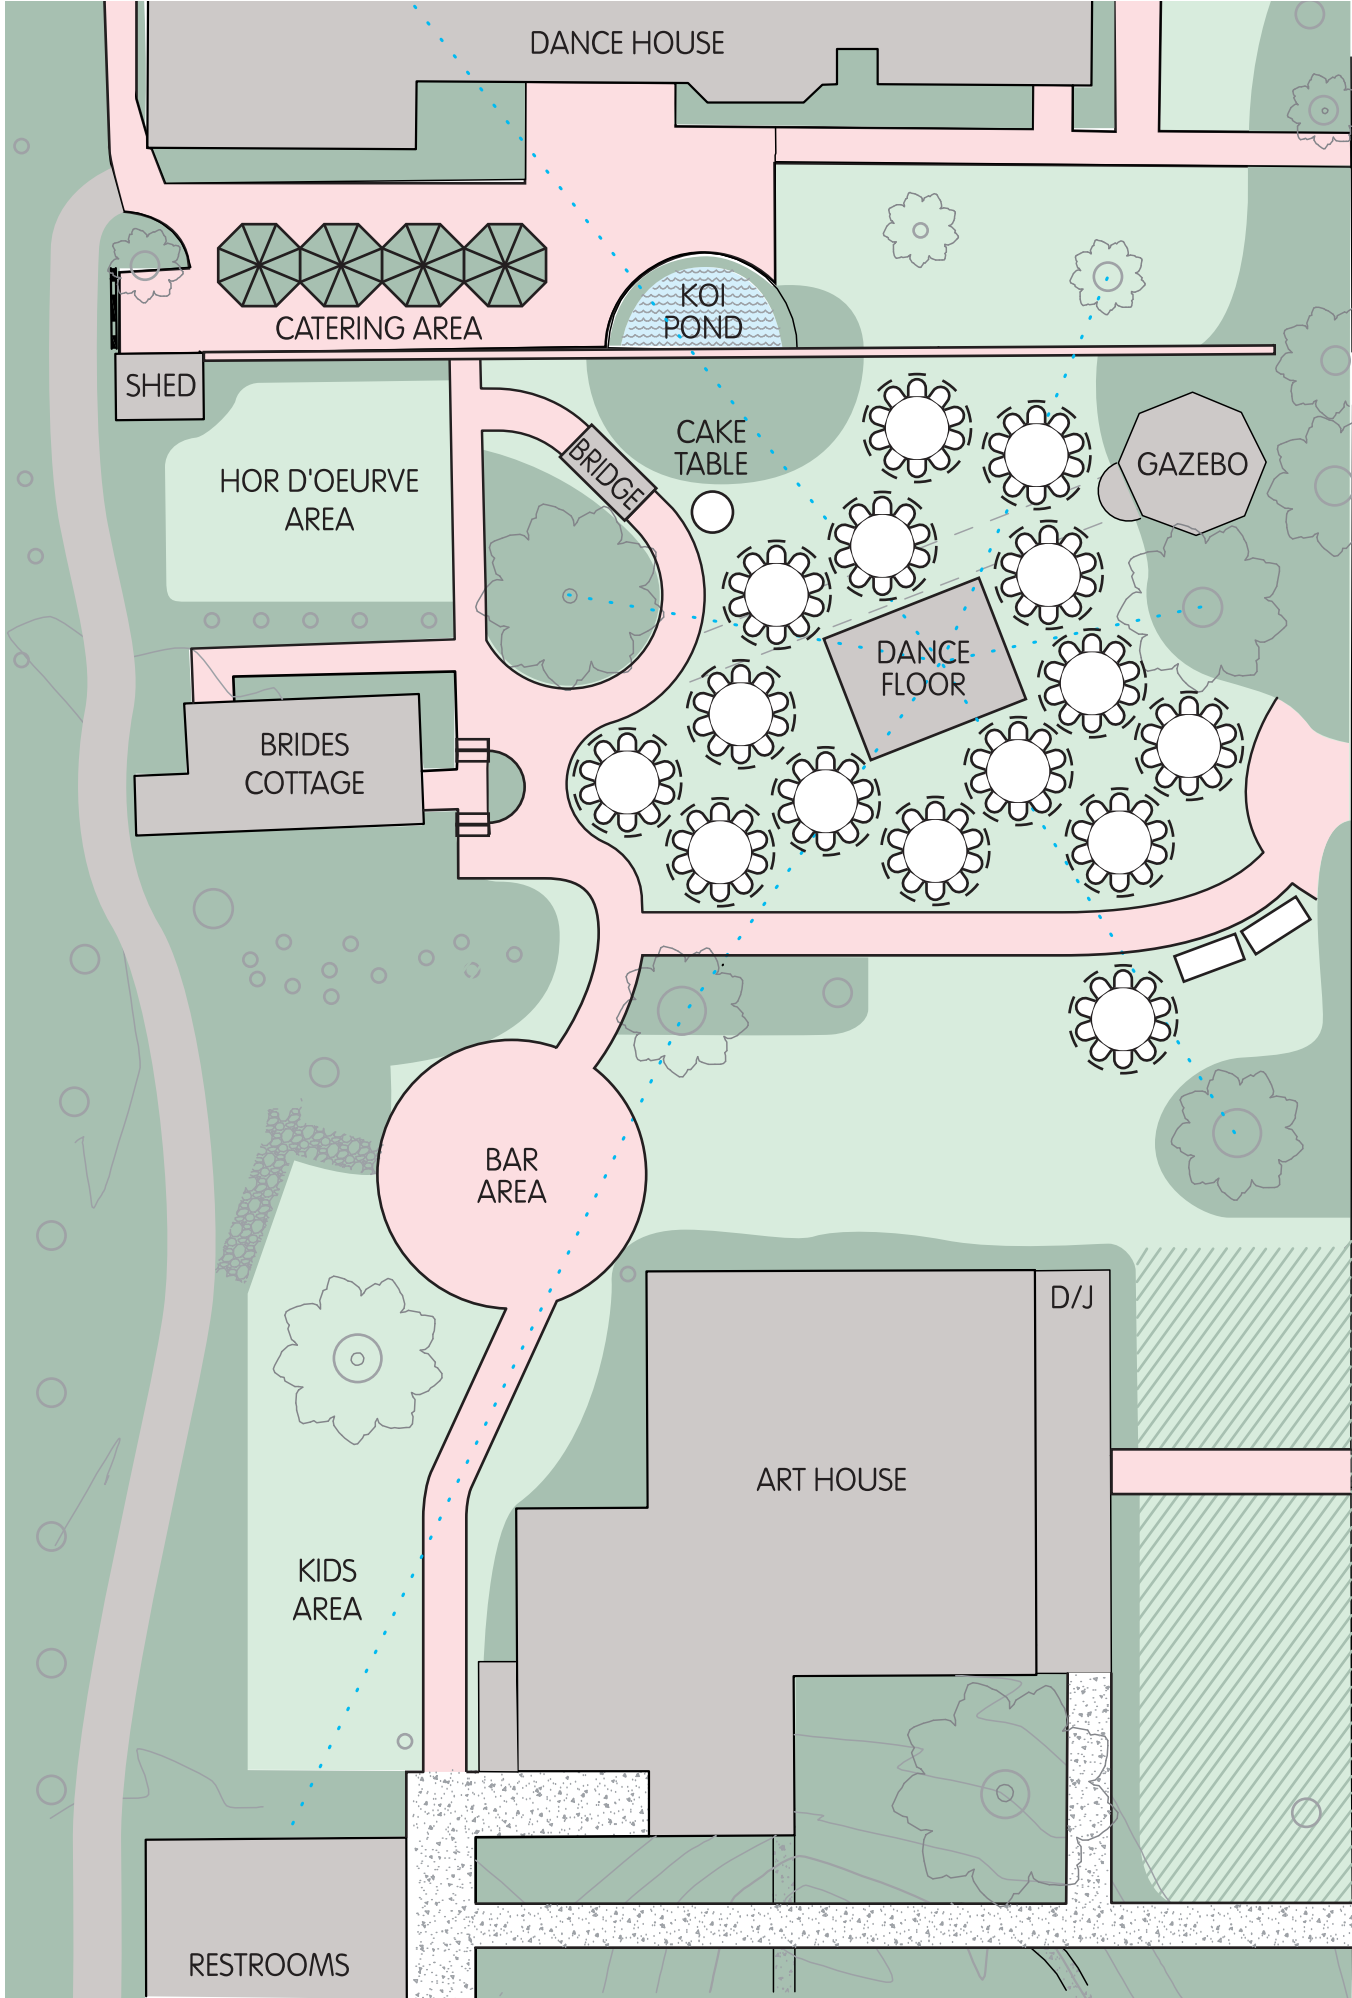 DANCE HOUSE
KOI
POND
CATERING AREA
SHED
CAKE
TABLE
BRIDGE
GAZEBO
HOR D'OEURVE
AREA
DANCE
FLOOR
BRIDES
COTTAGE
BAR
AREA
D/J
ART HOUSE
KIDS
AREA
RESTROOMS